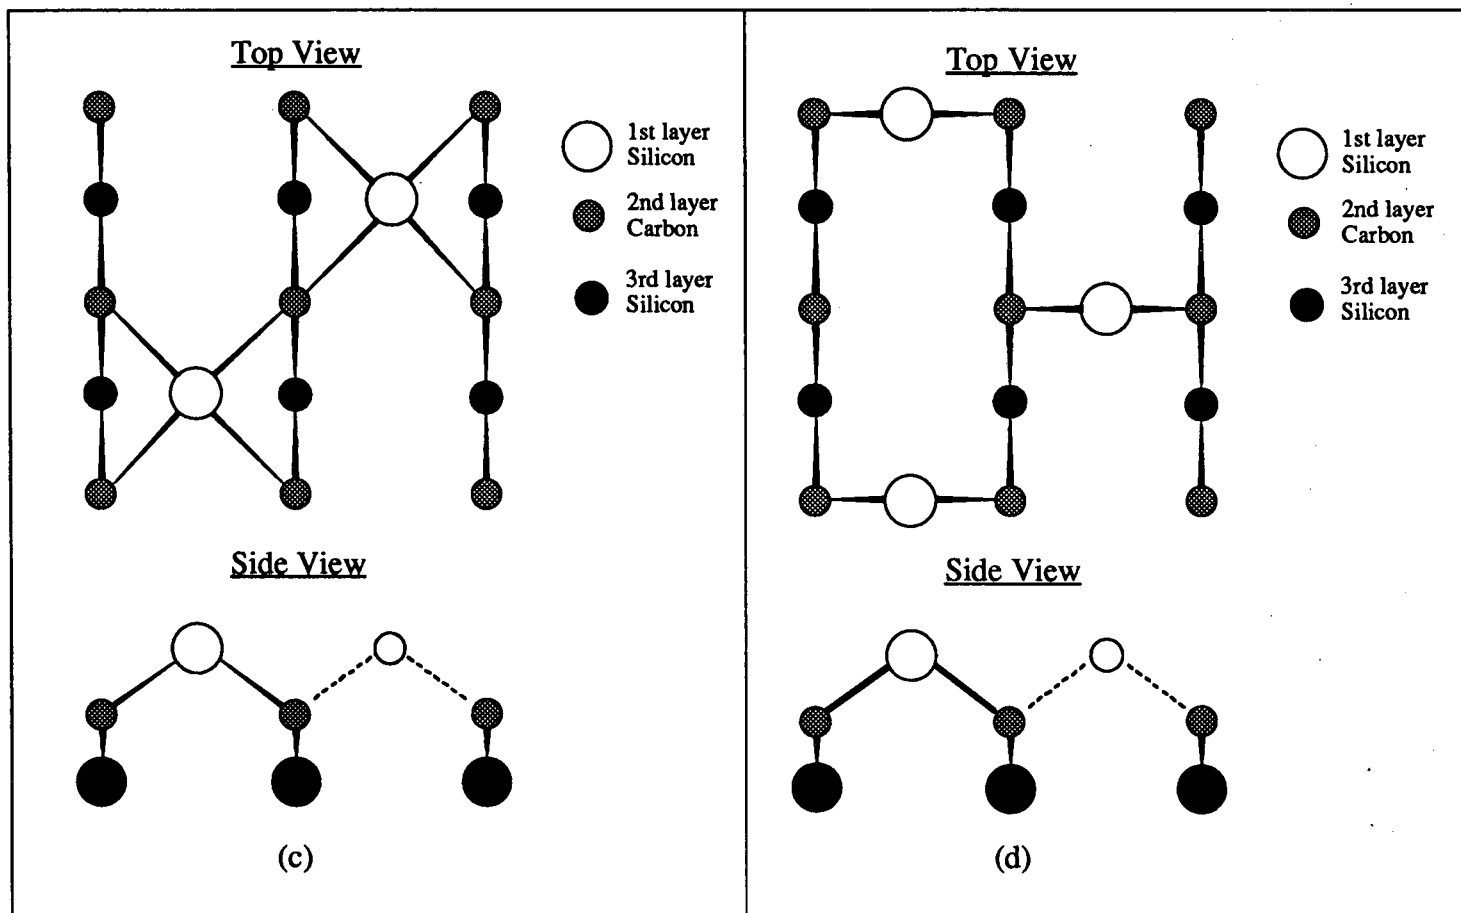 Top View
1st layer
Silicon
2nd layer
Carbon
3rd layer
Silicon
Side View
(c)
Top View
1st layer
Silicon
2nd layer
Carbon
3rd layer
Silicon
Side View
(d)